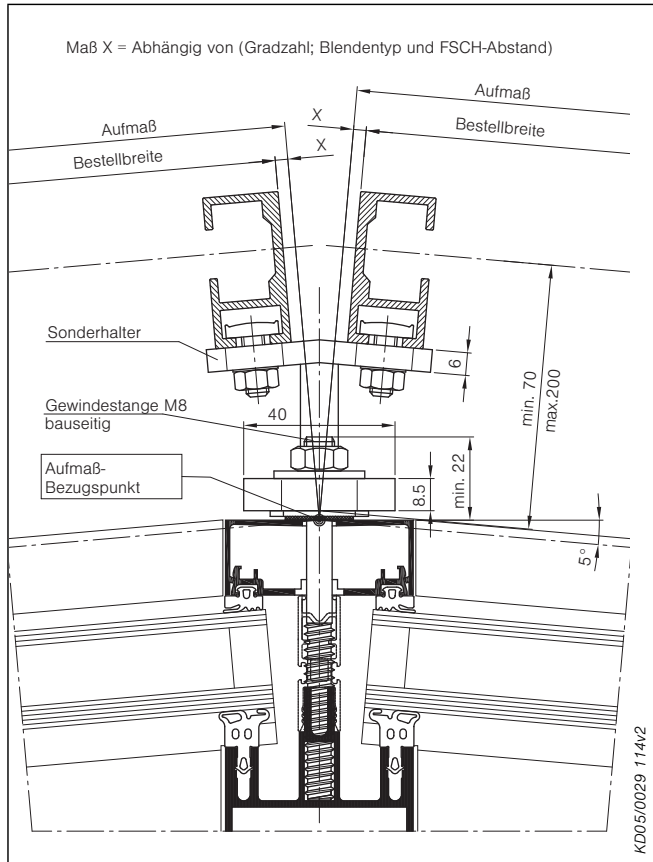 Maß X = Abhängig von (Gradzahl; Blendentyp und FSCH-Abstand)
Aufmaß
Aufmaß
X
Bestellbreite
Bestellbreite
X
Sonderhalter
6
min. 70
max.200
Gewindestange M8
bauseitig
40
min. 22
Aufmaß-
Bezugspunkt
8.5
5°
KD05/0029 114v2